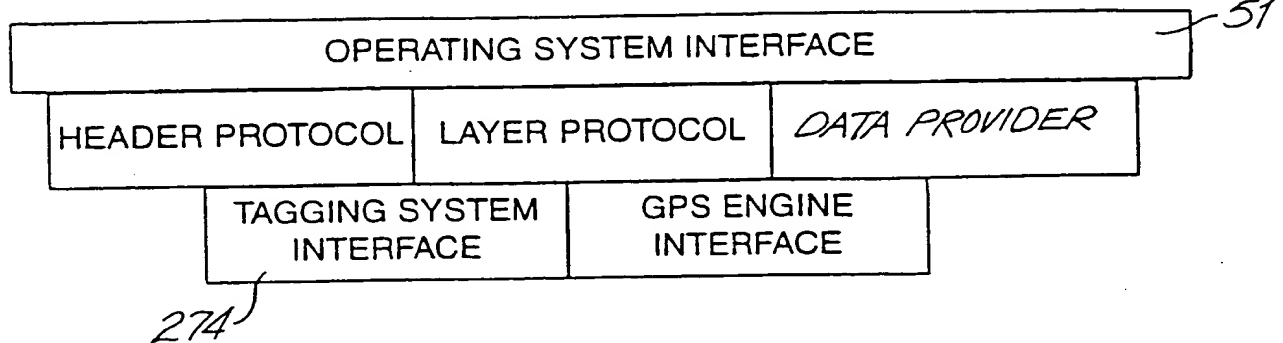 51
OPERATING SYSTEM INTERFACE
HEADER PROTOCOL
LAYER PROTOCOL
DATA PROVIDER
TAGGING SYSTEM
INTERFACE
GPS ENGINE
INTERFACE
274